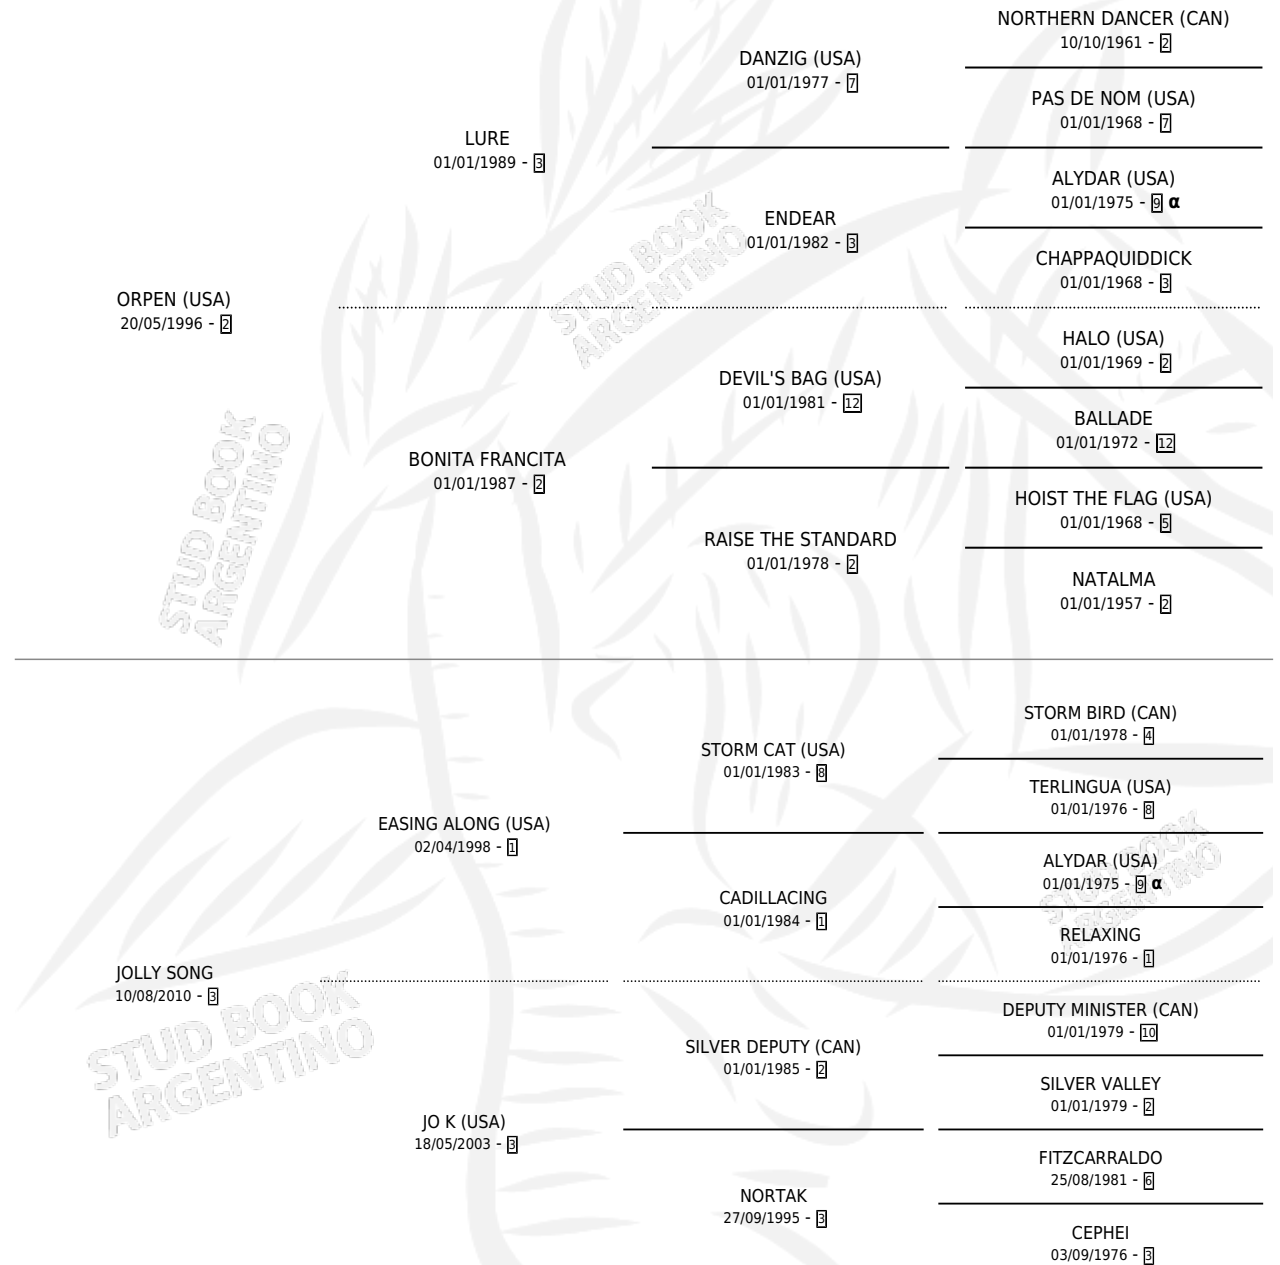 NORTHERN DANCER (CAN)
10/10/1961 - 2
DANZIG (USA)
01/01/1977 - 7
PAS DE NOM (USA)
01/01/1968 - 7
LURE
01/01/1989 - 3
ALYDAR (USA)
01/01/1975 - 9 α
ENDEAR
01/01/1982 - 3
CHAPPAQUIDDICK
01/01/1968 - 3
ORPEN (USA)
20/05/1996 - 2
HALO (USA)
01/01/1969 - 2
DEVIL'S BAG (USA)
01/01/1981 - 12
BALLADE
01/01/1972 - 12
BONITA FRANCITA
01/01/1987 - 2
HOIST THE FLAG (USA)
01/01/1968 - 5
RAISE THE STANDARD
01/01/1978 - 2
NATALMA
01/01/1957 - 2
STORM BIRD (CAN)
01/01/1978 - 4
STORM CAT (USA)
01/01/1983 - 8
TERLINGUA (USA)
01/01/1976 - 8
EASING ALONG (USA)
02/04/1998 - 1
ALYDAR (USA)
01/01/1975 - 9 α
CADILLACING
01/01/1984 - 1
RELAXING
01/01/1976 - 1
JOLLY SONG
10/08/2010 - 3
DEPUTY MINISTER (CAN)
01/01/1979 - 10
SILVER DEPUTY (CAN)
01/01/1985 - 2
SILVER VALLEY
01/01/1979 - 2
JO K (USA)
18/05/2003 - 3
FITZCARRALDO
25/08/1981 - 6
NORTAK
27/09/1995 - 3
CEPHEI
03/09/1976 - 3
STUD BOOK
ARGENTINO
STUD BOOK
ARGENTINO
STUD BOOK
ARGENTINO
STUD BOOK
ARGENTINO